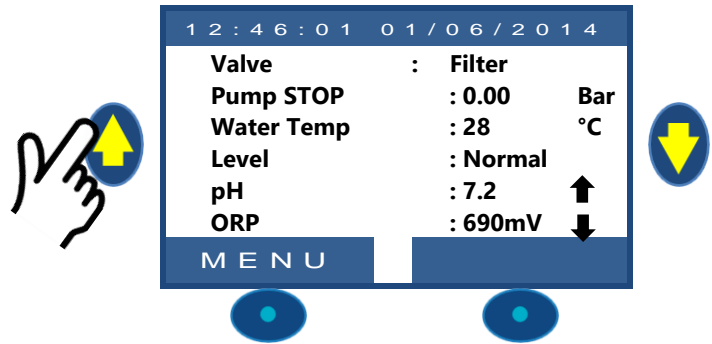 12:46:01 01/06/2014
Valve : Filter
Pump STOP : 0.00 Bar
Water Temp : 28 °C
Level : Normal
pH : 7.2
ORP : 690mV
MENU